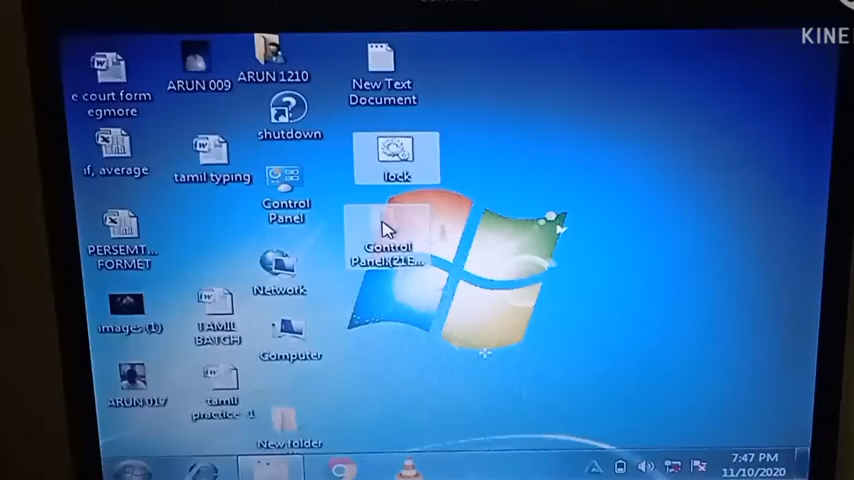 KINE
e court form
egmore
ARUN 009
ARUN 1210
New Text
Document
shutdown
if, average
tamil typing
lock
Control
Panel
Control
Panel.{21E...
PERSEMT...
FORMET
Network
images (1)
TAMIL
BATCH
Computer
ARUN 017
tamil
practice -1
New folder
7:47 PM
11/10/2020